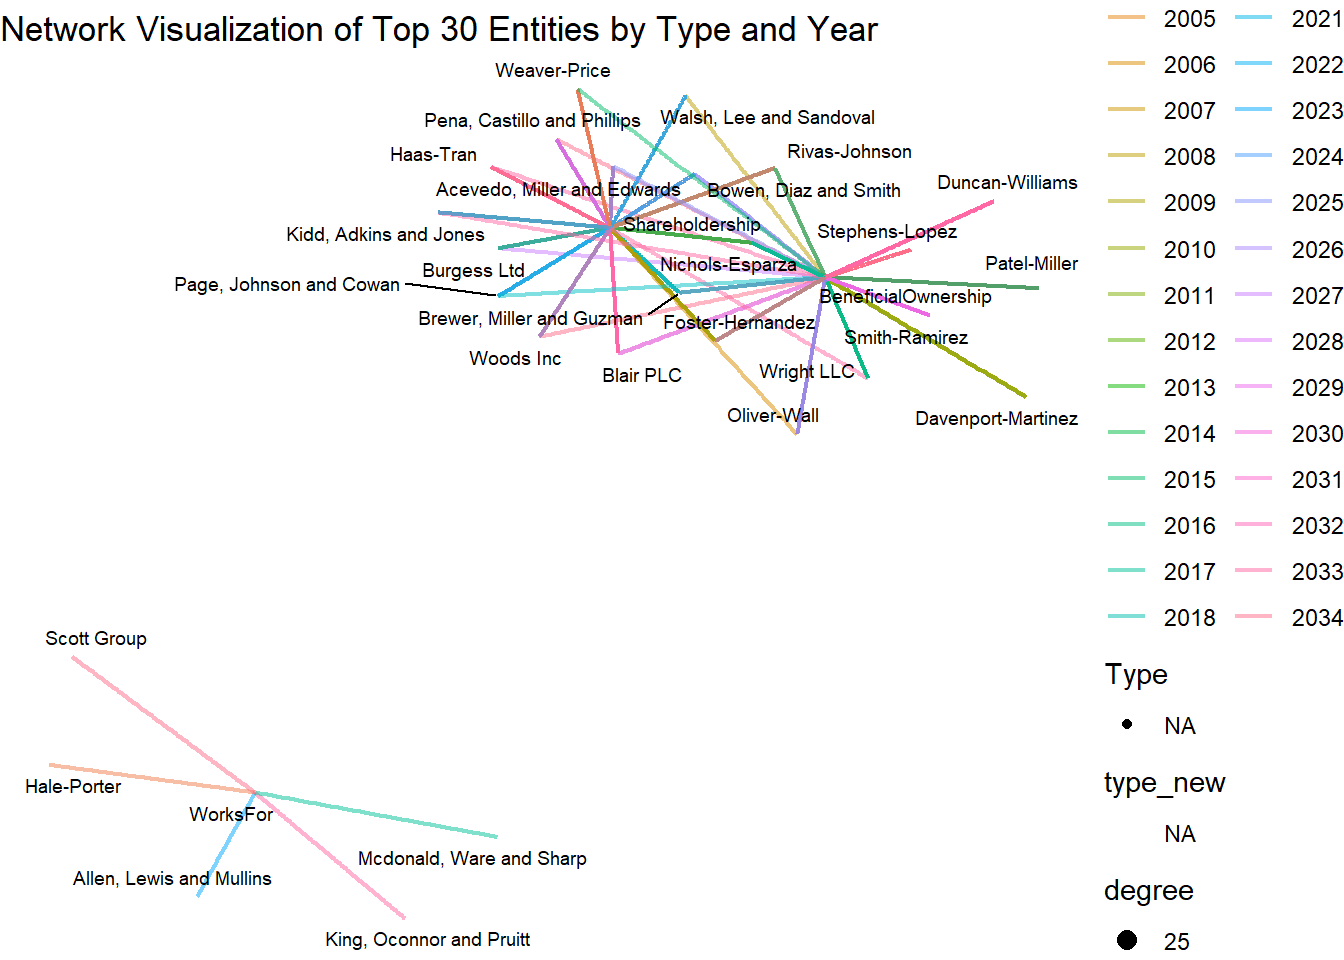 Network Visualization of Top 30 Entities by Type and Year
Weaver-Price
Pena, Castillo and Phillips
Walsh, Lee and Sandoval
Haas-Tran
Rivas-Johnson
Acevedo, Miller and Edwards
Bowen, Diaz and Smith
Duncan-Williams
Kidd, Adkins and Jones
Shareholdership
Stephens-Lopez
Burgess Ltd
Nichols-Esparza
Patel-Miller
Page, Johnson and Cowan
BeneficialOwnership
Brewer, Miller and Guzman
Foster-Hernandez
Smith-Ramirez
Woods Inc
Blair PLC
Wright LLC
Oliver-Wall
Davenport-Martinez
Scott Group
Hale-Porter
WorksFor
Mcdonald, Ware and Sharp
Allen, Lewis and Mullins
King, Oconnor and Pruitt
2005 2021
2006 2022
2007 2023
2008 2024
2009 2025
2010 2026
2011 2027
2012 2028
2013 2029
2014 2030
2015 2031
2016 2032
2017 2033
2018 2034
Type
NA
type_new
NA
degree
25